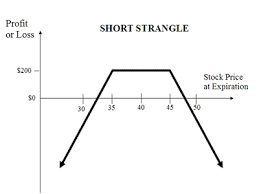 Profit
or Loss
SHORT STRANGLE
$200
Stock Price
at Expiration
$0
30 35 40 45 50